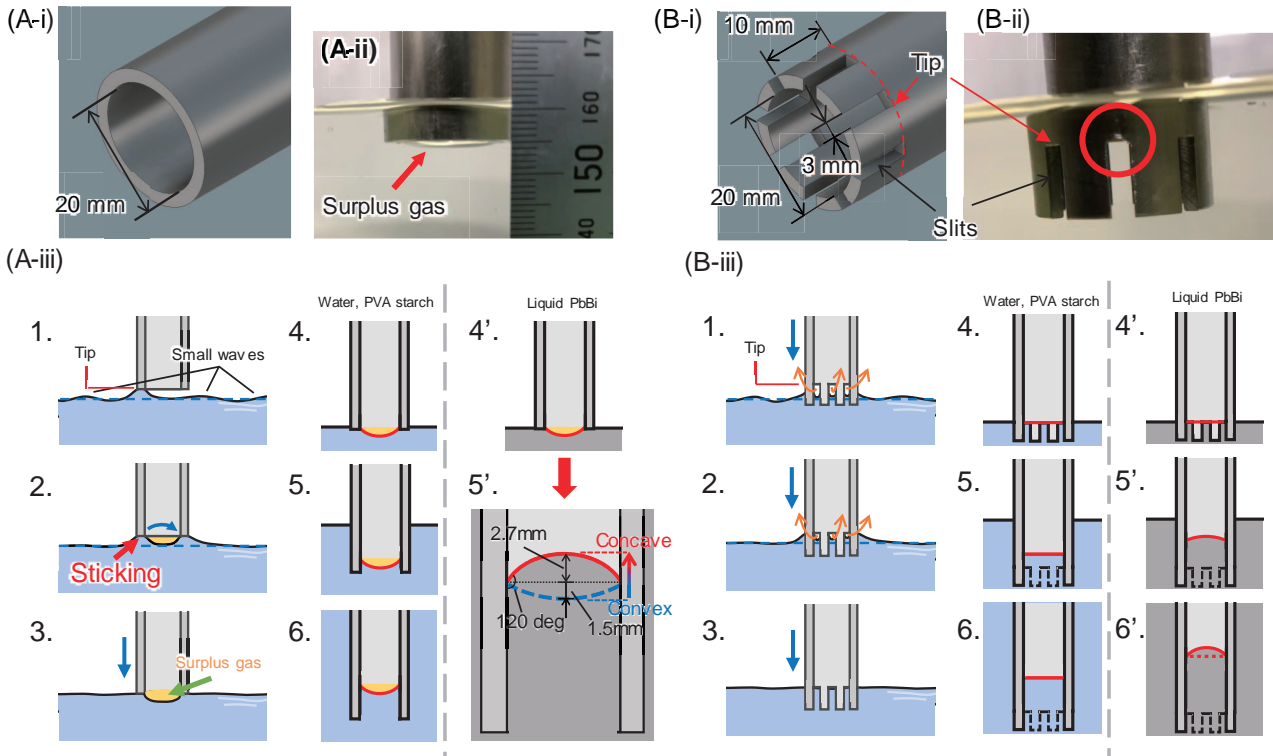 (A-i)
20 mm
(A-ii)
Surplus gas
170
160
150
40
(B-i)
10 mm
Tip
3 mm
20 mm
Slits
(B-ii)
(A-iii)
1.
Tip
Small waves
2.
Sticking
3.
Surplus gas
Water, PVA starch
4.
5.
6.
Liquid PbBi
4'.
5'.
2.7mm
Concave
Convex
120 deg
1.5mm
(B-iii)
1.
Tip
2.
3.
Water, PVA starch
4.
5.
6.
Liquid PbBi
4'.
5'.
6'.